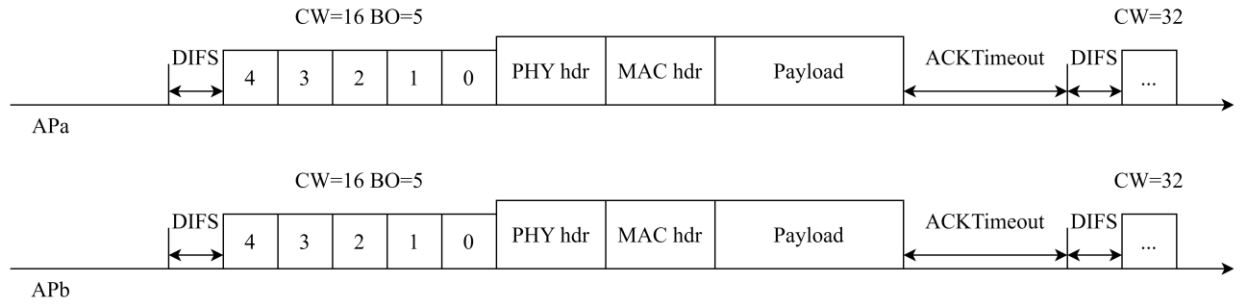 CW=16 BO=5 CW=32
DIFS 4 3 2 1 0 PHY hdr MAC hdr Payload ACKTimeout DIFS ...
APa
CW=16 BO=5 CW=32
DIFS 4 3 2 1 0 PHY hdr MAC hdr Payload ACKTimeout DIFS ...
APb